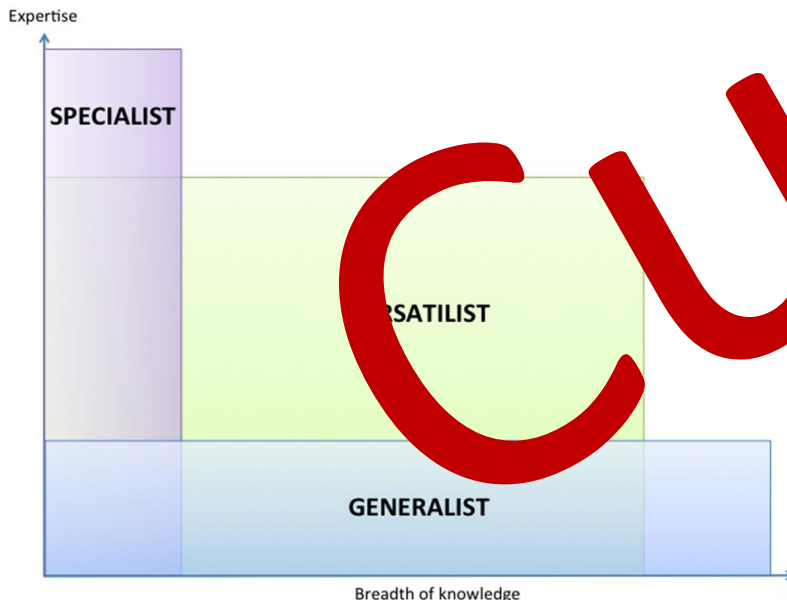 Expertise
SPECIALIST
RSATILIST
GENERALIST
Breadth of knowledge